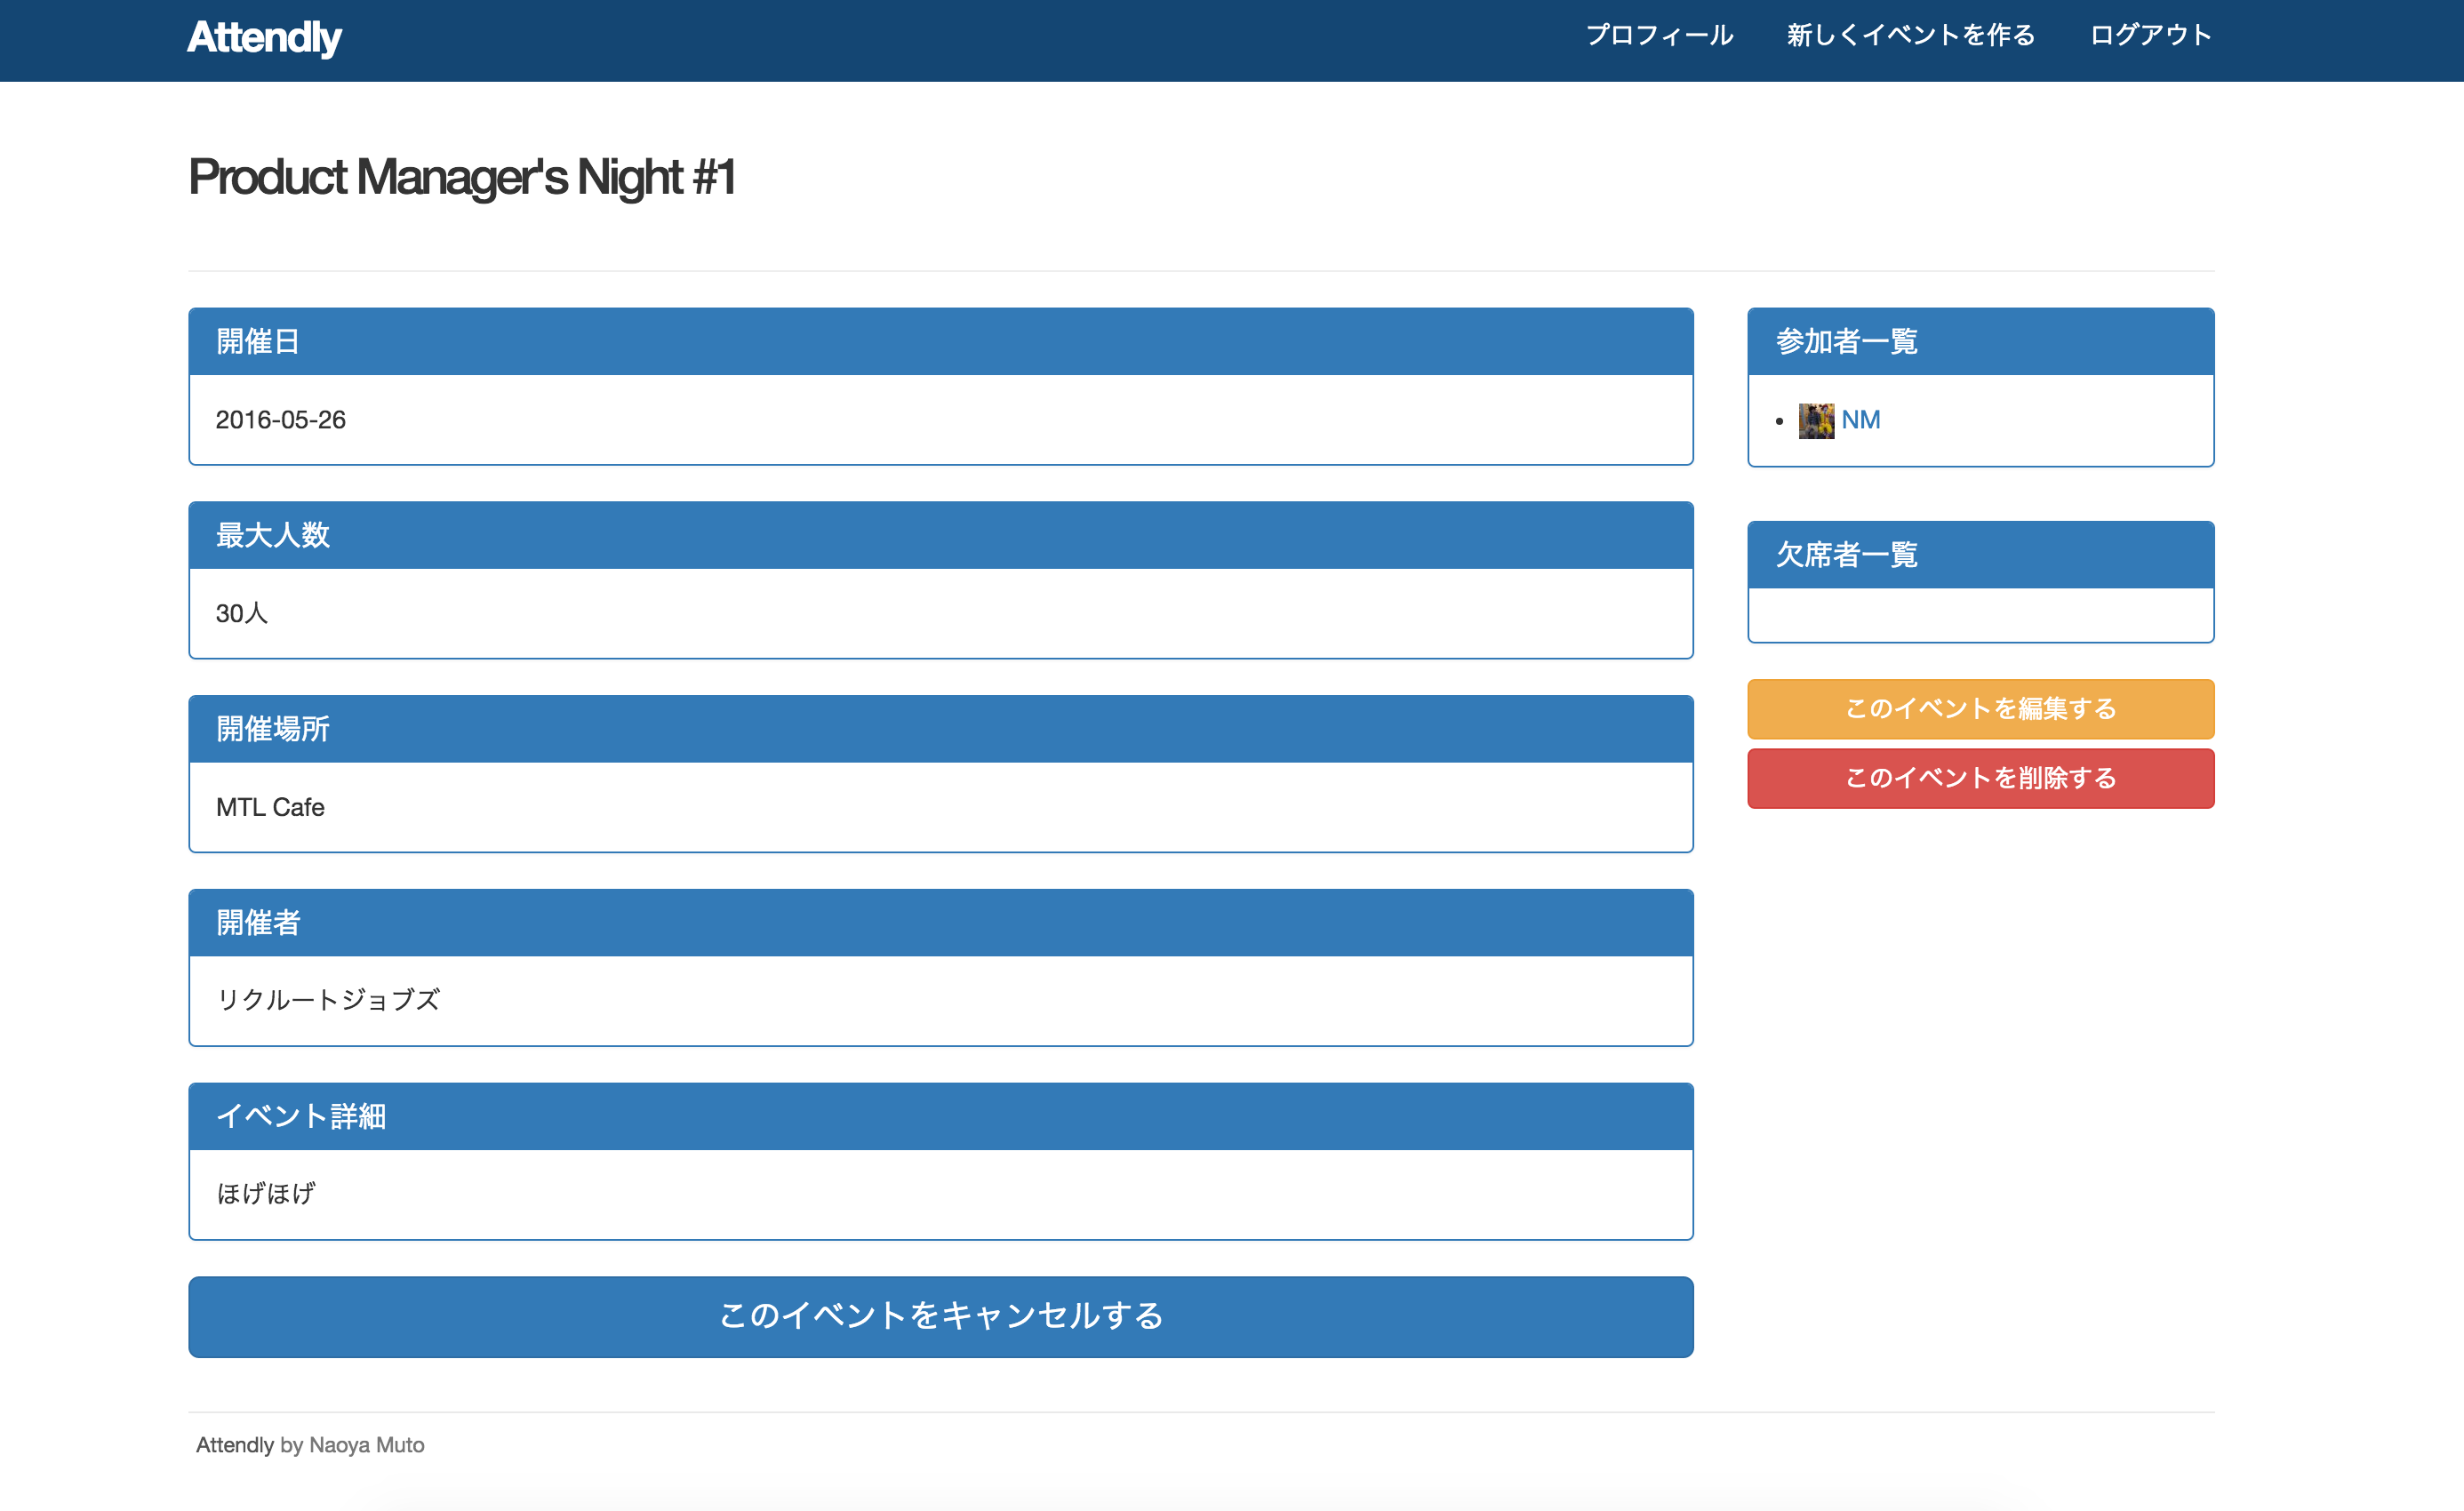 Attendly
プロフィール 新しくイベントを作る ログアウト
Product Manager's Night #1
開催日
2016-05-26
最大人数
30人
開催場所
MTL Cafe
開催者
リクルートジョブズ
イベント詳細
ほげほげ
このイベントをキャンセルする
参加者一覧
NM
欠席者一覧
このイベントを編集する
このイベントを削除する
Attendly by Naoya Muto